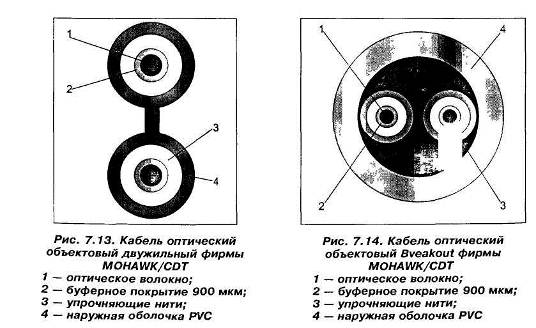 1
2
3
4
Рис. 7.13. Кабель оптический
объектовый двужильный фирмы
MOHAWK/CDT
1 — оптическое волокно;
2 — буферное покрытие 900 мкм;
3 — упрочняющие нити;
4 — наружная оболочка PVC
1
4
2
3
Рис. 7.14. Кабель оптический
объектовый Bveakout фирмы
MOHAWK/CDT
1 — оптическое волокно;
2 — буферное покрытие 900 мкм;
3 — упрочняющие нити;
4 — наружная оболочка PVC